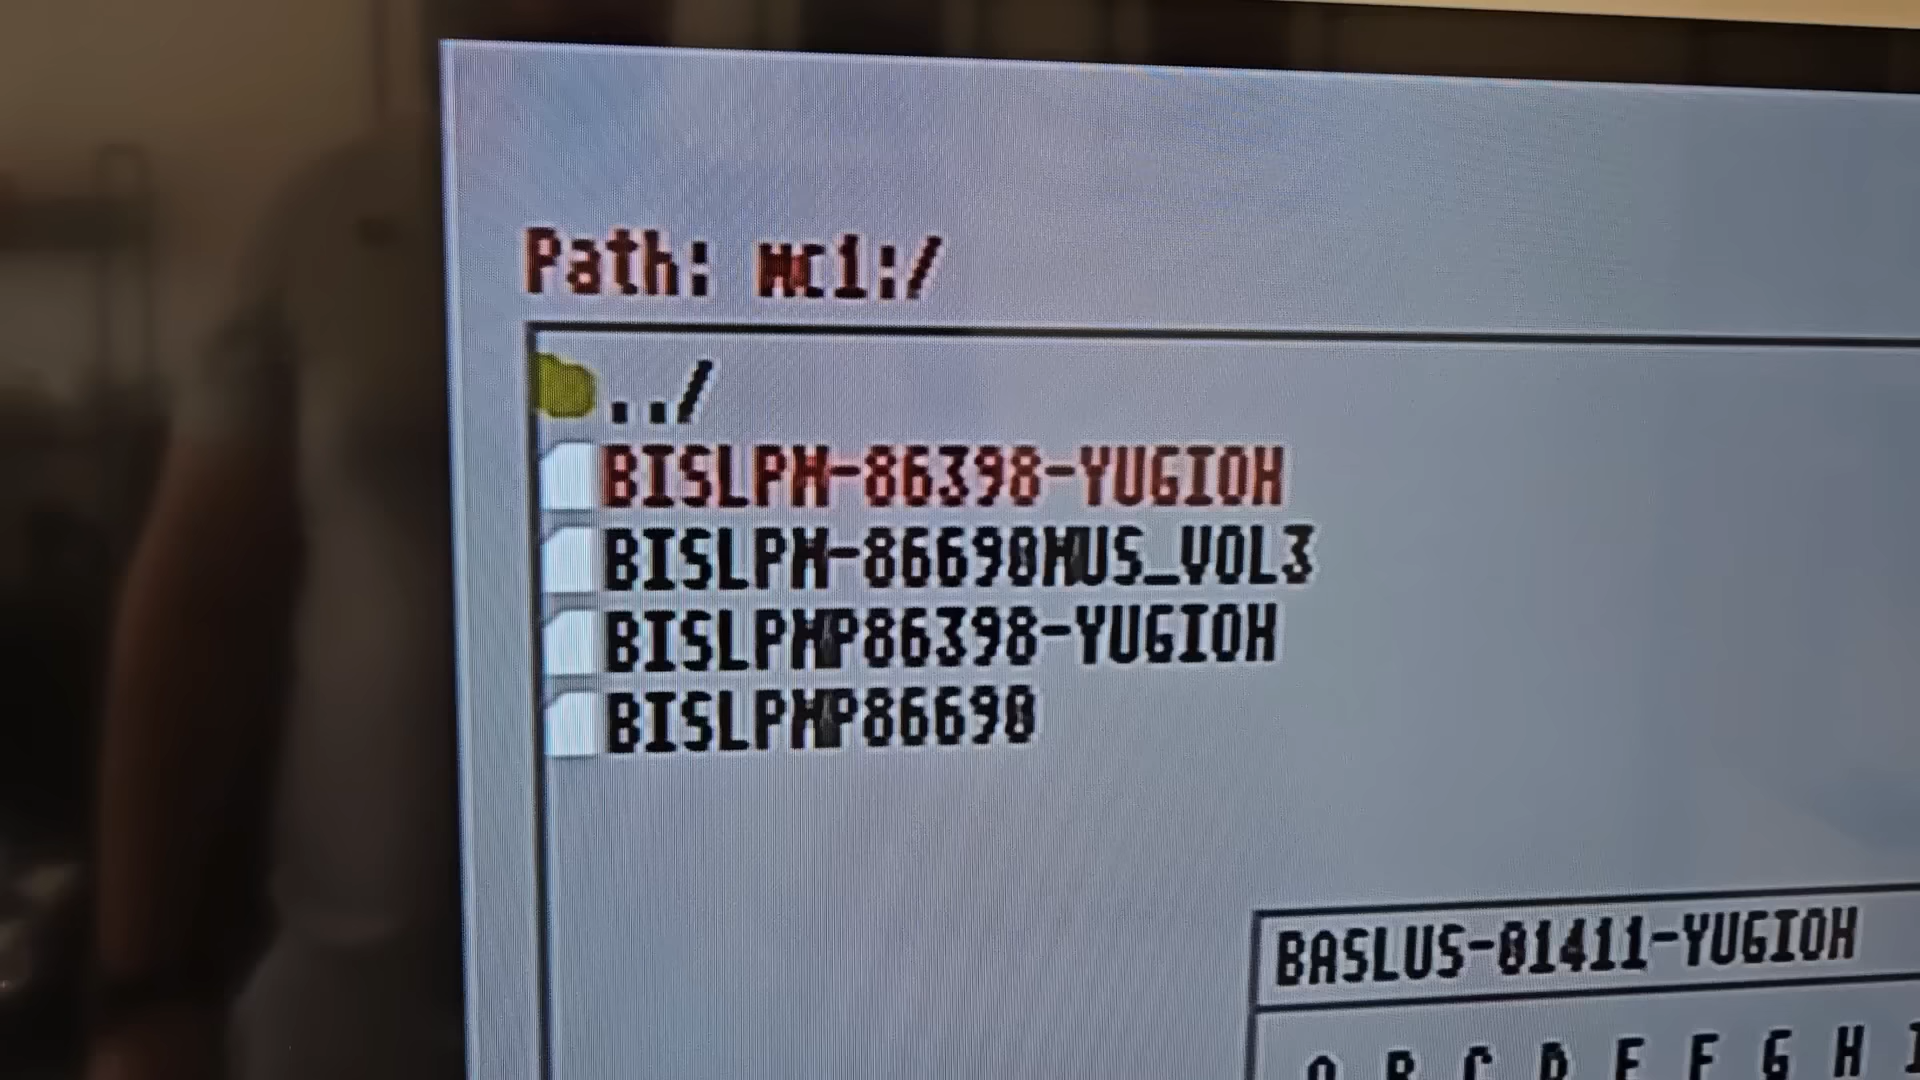 Path: mc1:/
../
BISLPM-86398-YUGIOH
BISLPM-86690MUS_VOL3
BISLPMP86398-YUGIOH
BISLPMP86690
BASLUS-01411-YUGIOH
A B C D E F G H I